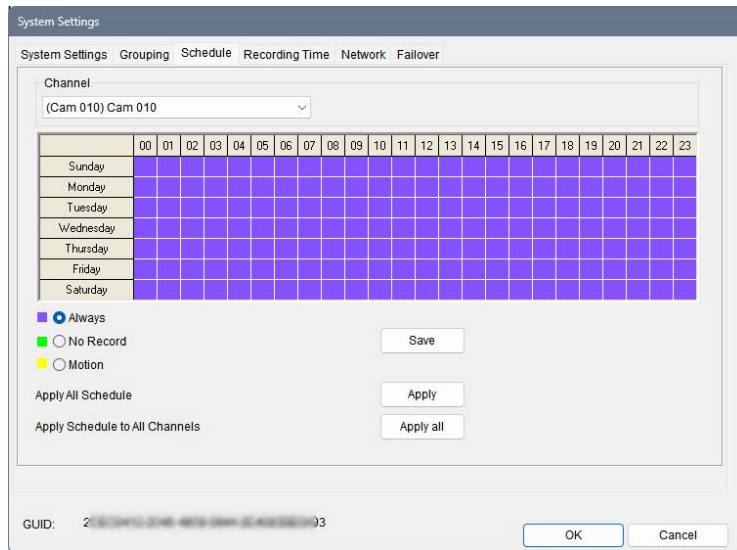 System Settings
System Settings Grouping Schedule Recording Time Network Failover
Channel
(Cam 010) Cam 010
00 01 02 03 04 05 06 07 08 09 10 11 12 13 14 15 16 17 18 19 20 21 22 23
Sunday
Monday
Tuesday
Wednesday
Thursday
Friday
Saturday
Always
No Record Save
Motion
Apply All Schedule Apply
Apply Schedule to All Channels Apply all
GUID:
OK Cancel